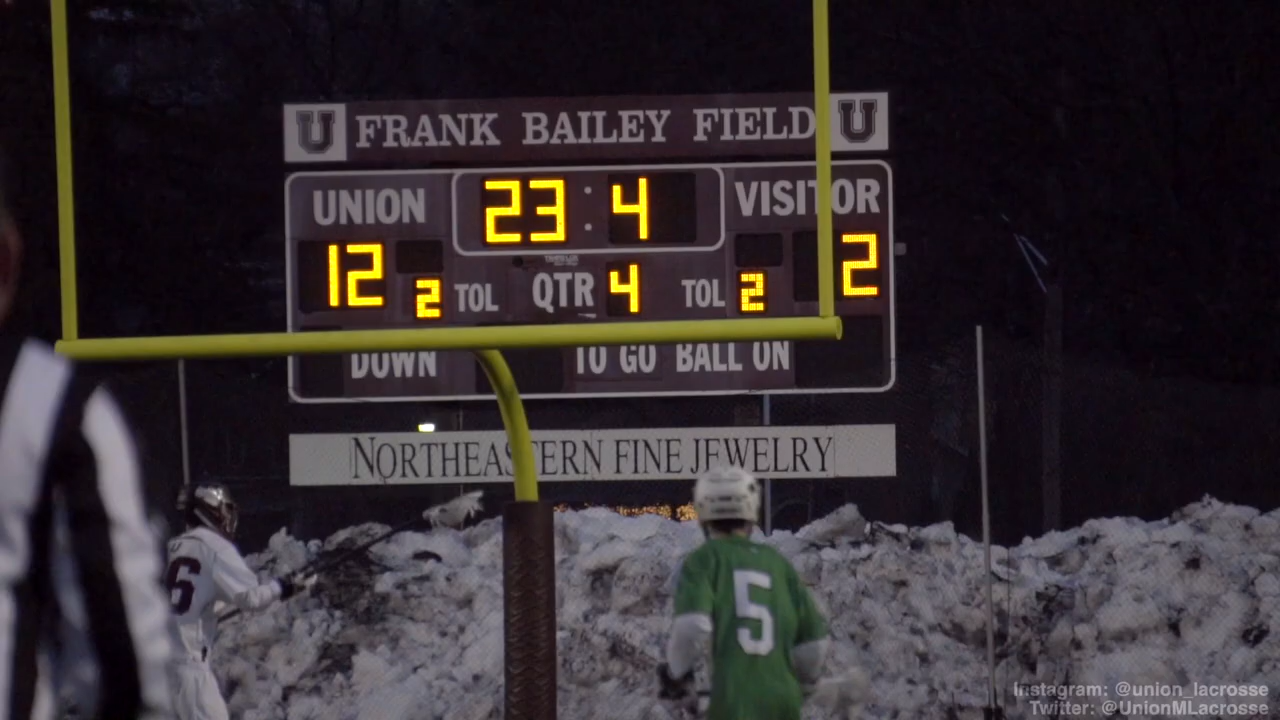 U FRANK BAILEY FIELD U
UNION 23 : 4 VISITOR
12 2 TOL QTR 4 TOL 2 2
DOWN TO GO BALL ON
NORTHEASTERN FINE JEWELRY
6
5
Instagram: @union_lacrosse
Twitter: @UnionMLacrosse